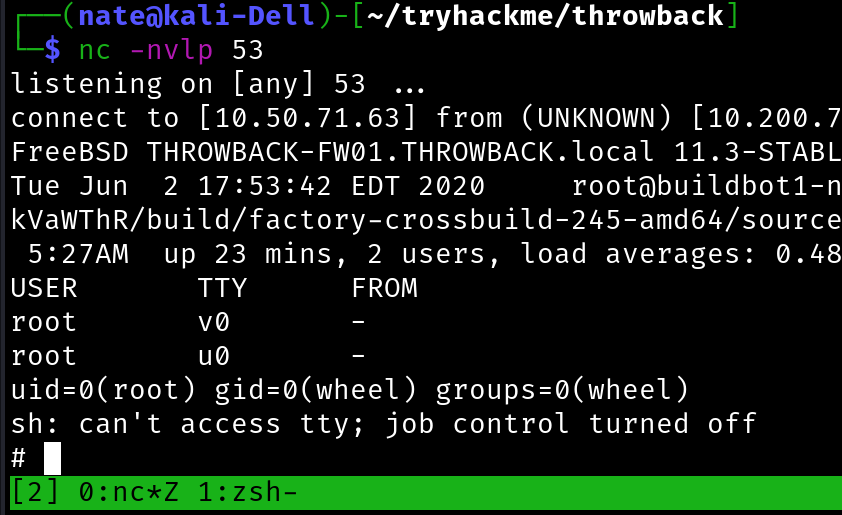 ┌──(nate@kali-Dell)-[~/tryhackme/throwback]
└─$ nc -nvlp 53
listening on [any] 53 ...
connect to [10.50.71.63] from (UNKNOWN) [10.200.7
FreeBSD THROWBACK-FW01.THROWBACK.local 11.3-STABL
Tue Jun  2 17:53:42 EDT 2020     root@buildbot1-n
kVaWThR/build/factory-crossbuild-245-amd64/source
 5:27AM  up 23 mins, 2 users, load averages: 0.48
USER       TTY      FROM
root       v0       -
root       u0       -
uid=0(root) gid=0(wheel) groups=0(wheel)
sh: can't access tty; job control turned off
#
[2] 0:nc*Z 1:zsh-